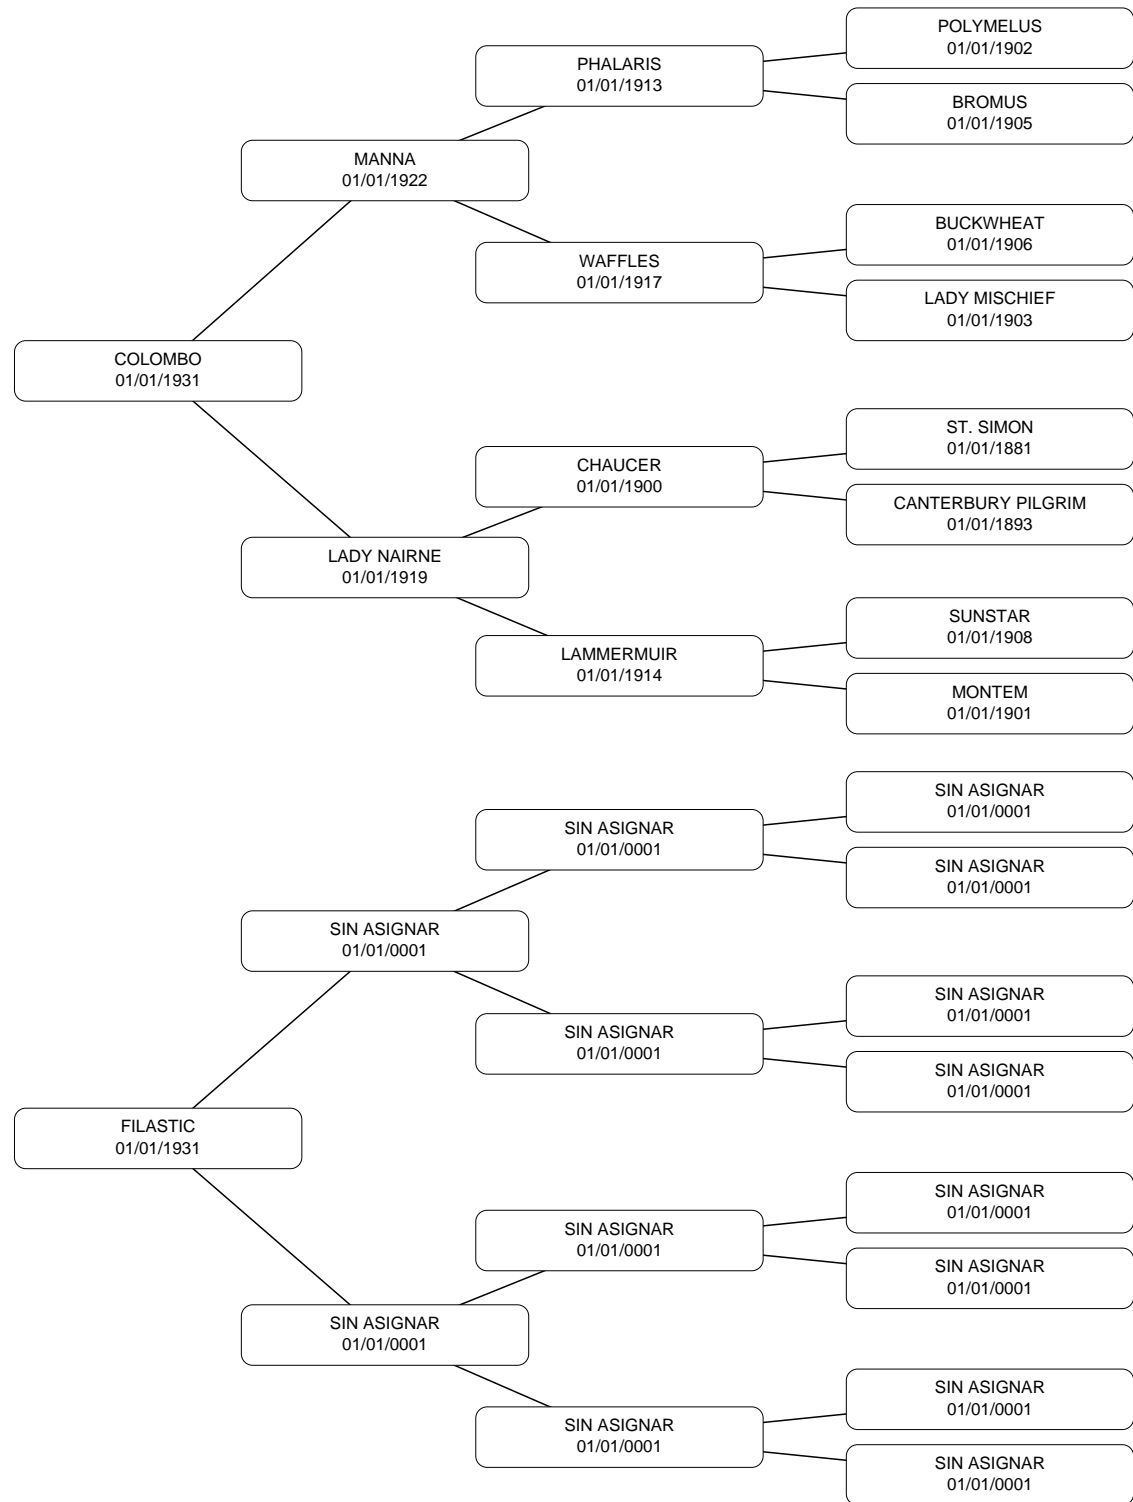 POLYMELUS
01/01/1902
PHALARIS
01/01/1913
BROMUS
01/01/1905
MANNA
01/01/1922
BUCKWHEAT
01/01/1906
WAFFLES
01/01/1917
LADY MISCHIEF
01/01/1903
COLOMBO
01/01/1931
ST. SIMON
01/01/1881
CHAUCER
01/01/1900
CANTERBURY PILGRIM
01/01/1893
LADY NAIRNE
01/01/1919
SUNSTAR
01/01/1908
LAMMERMUIR
01/01/1914
MONTEM
01/01/1901
SIN ASIGNAR
01/01/0001
SIN ASIGNAR
01/01/0001
SIN ASIGNAR
01/01/0001
SIN ASIGNAR
01/01/0001
SIN ASIGNAR
01/01/0001
SIN ASIGNAR
01/01/0001
SIN ASIGNAR
01/01/0001
FILASTIC
01/01/1931
SIN ASIGNAR
01/01/0001
SIN ASIGNAR
01/01/0001
SIN ASIGNAR
01/01/0001
SIN ASIGNAR
01/01/0001
SIN ASIGNAR
01/01/0001
SIN ASIGNAR
01/01/0001
SIN ASIGNAR
01/01/0001